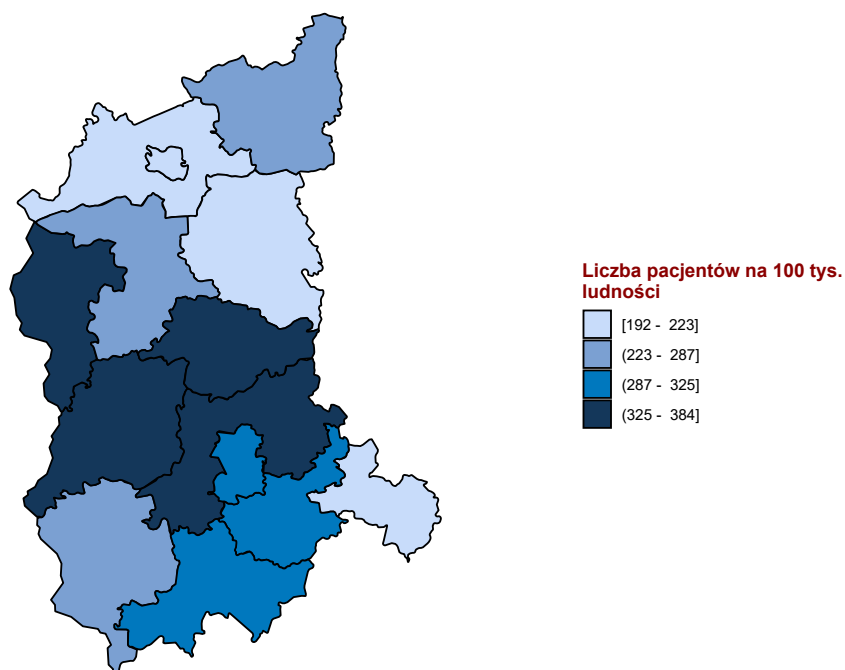 Liczba pacjentów na 100 tys.
ludności
[192 - 223]
(223 - 287]
(287 - 325]
(325 - 384]